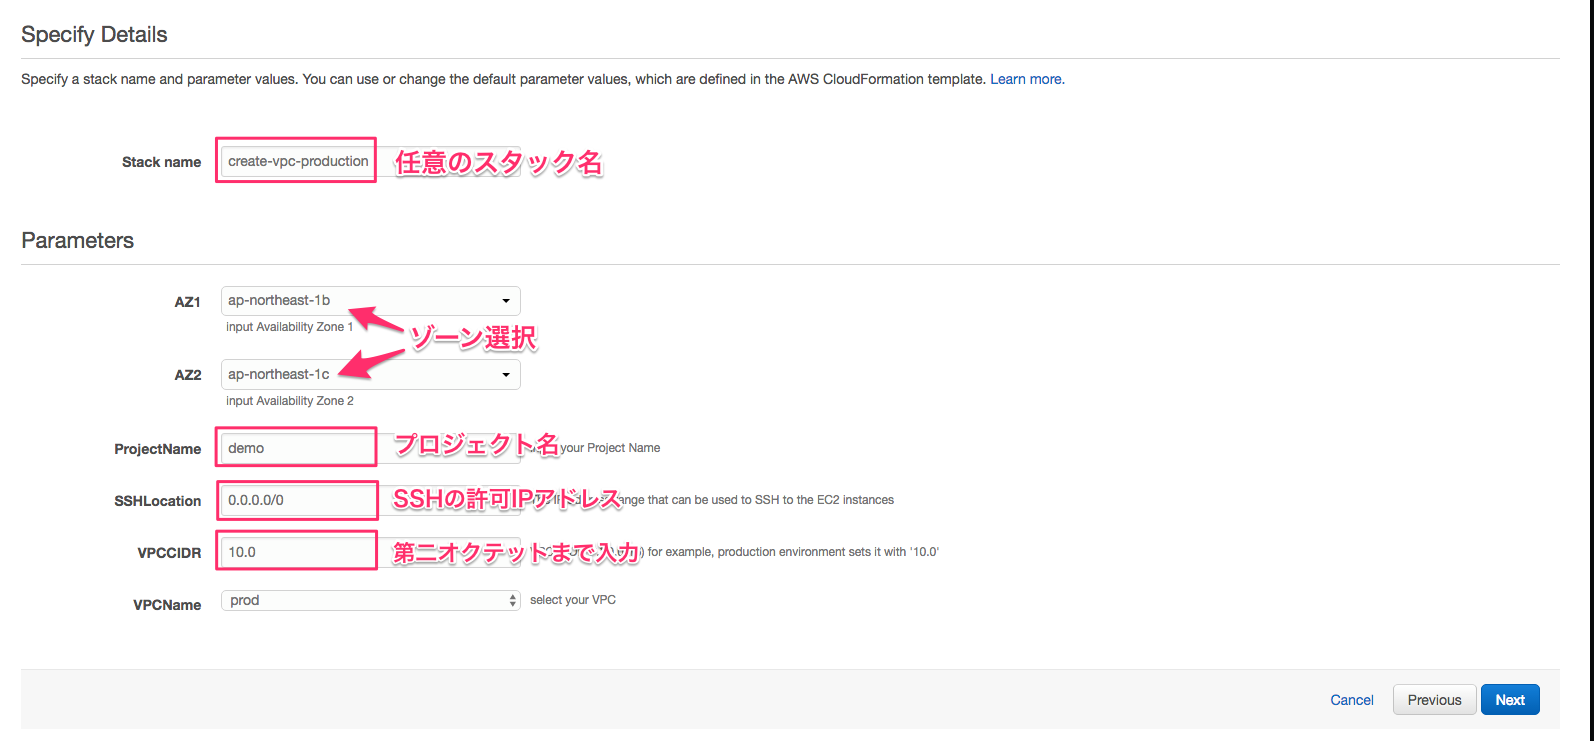 Specify Details
Specify a stack name and parameter values. You can use or change the default parameter values, which are defined in the AWS CloudFormation template. Learn more.
Stack name create-vpc-production 任意のスタック名
Parameters
AZ1 ap-northeast-1b
input Availability Zone 1
ゾーン選択
AZ2 ap-northeast-1c
input Availability Zone 2
ProjectName demo プロジェクト名 your Project Name
SSHLocation 0.0.0.0/0 SSHの許可IPアドレス that can be used to SSH to the EC2 instances
VPCCIDR 10.0 第二オクテットまで入力 for example, production environment sets it with '10.0'
VPCName prod select your VPC
Cancel Previous Next